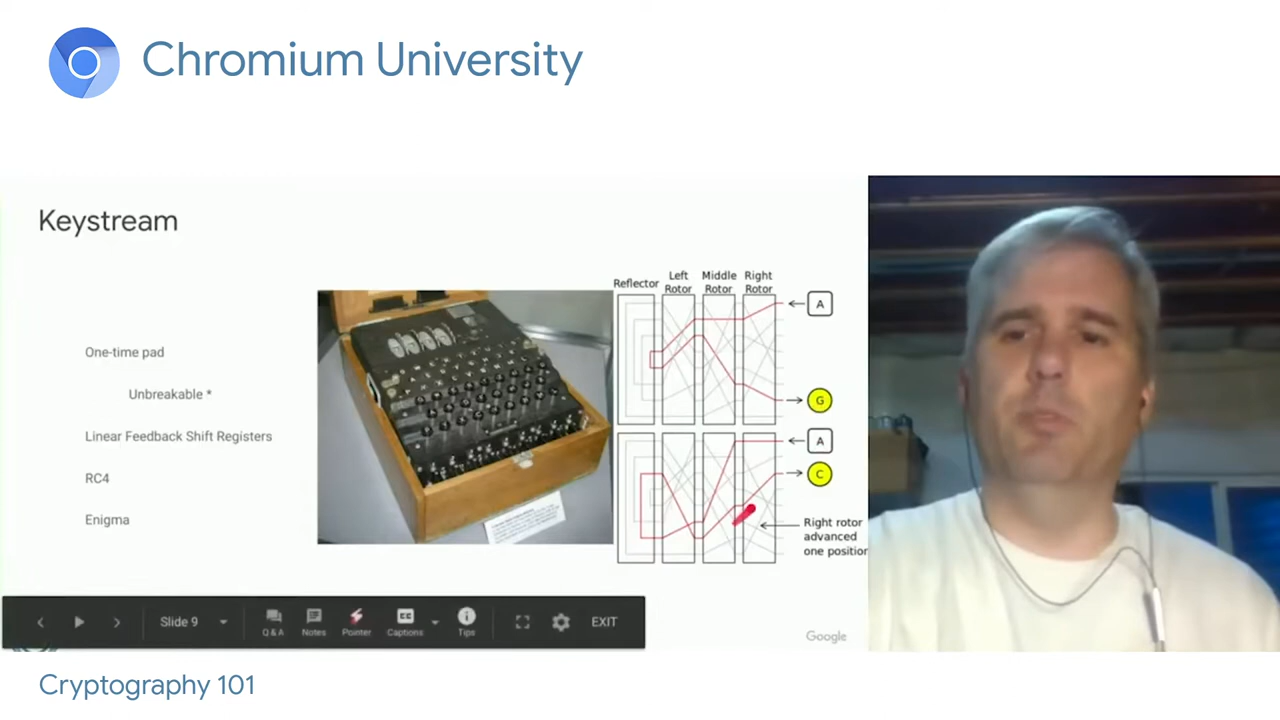 Chromium University
Keystream
One-time pad
Unbreakable *
Linear Feedback Shift Registers
RC4
Enigma
Reflector
Left
Rotor
Middle
Rotor
Right
Rotor
A
G
A
C
Right rotor
advanced
one position
Slide 9
Q & A
Notes
Pointer
CC
Captions
Tips
EXIT
Google
Cryptography 101